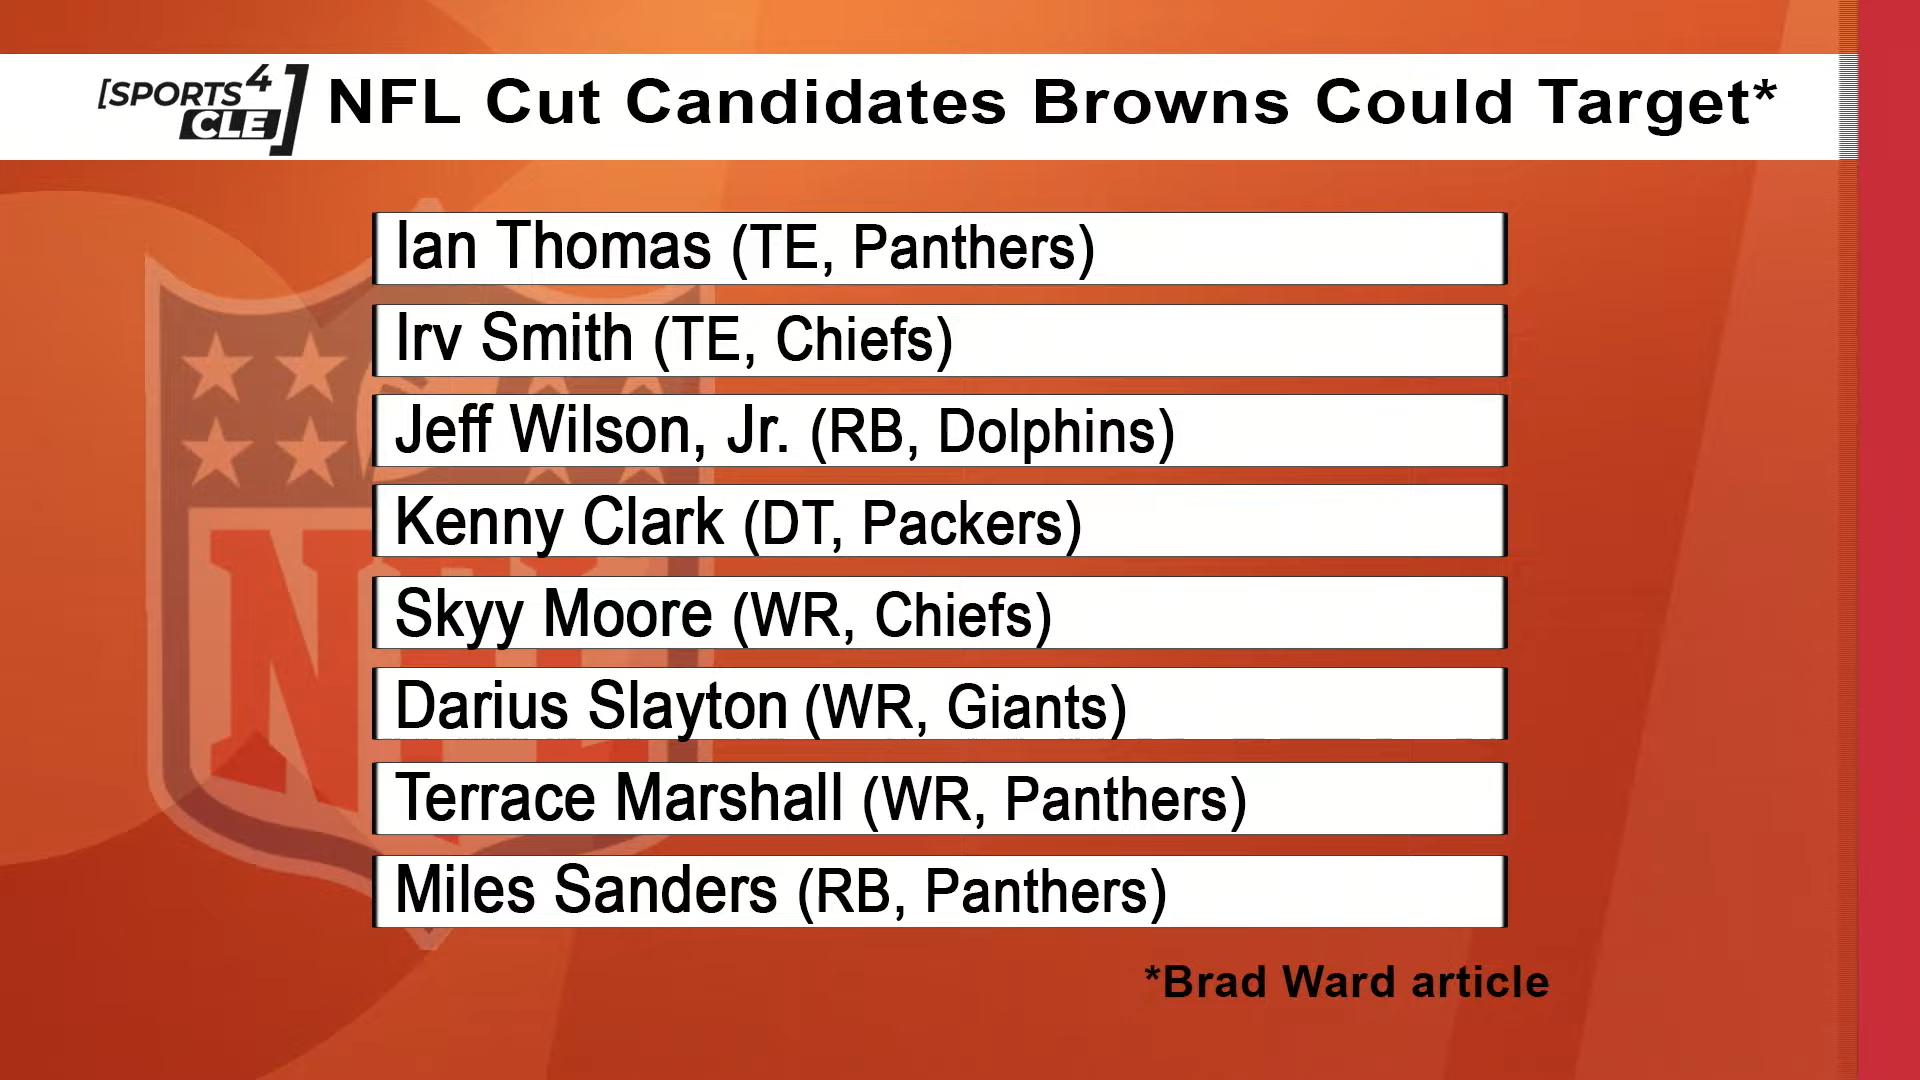 [SPORTS4
CLE]
NFL Cut Candidates Browns Could Target*
Ian Thomas (TE, Panthers)
Irv Smith (TE, Chiefs)
Jeff Wilson, Jr. (RB, Dolphins)
Kenny Clark (DT, Packers)
Skyy Moore (WR, Chiefs)
Darius Slayton (WR, Giants)
Terrace Marshall (WR, Panthers)
Miles Sanders (RB, Panthers)
NFL
*Brad Ward article